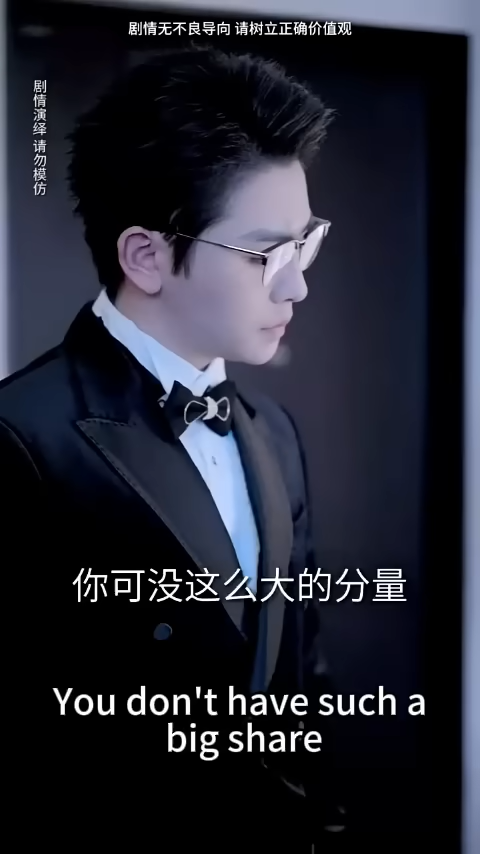 剧情无不良导向 请树立正确价值观
剧情演绎 请勿模仿
你可没这么大的分量
You don't have such a
big share